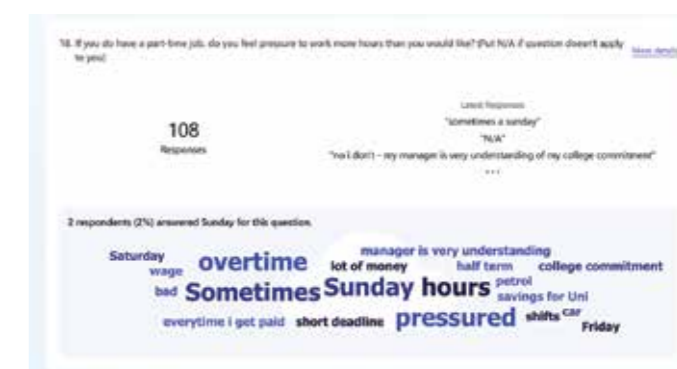 18. If you do have a part-time job, do you feel pressure to work more hours than you would like? (Put N/A if question doesn't apply
to you)
More details
108
Responses
Latest Responses
"sometimes a sunday"
"N/A"
"no I don't - my manager is very understanding of my college commitment"
...
2 respondents (2%) answered Sunday for this question.
Saturday
manager is very understanding
wage overtime lot of money half term college commitment
bad Sometimes Sunday hours petrol
savings for Uni
everytime i get paid short deadline pressured shifts car
Friday